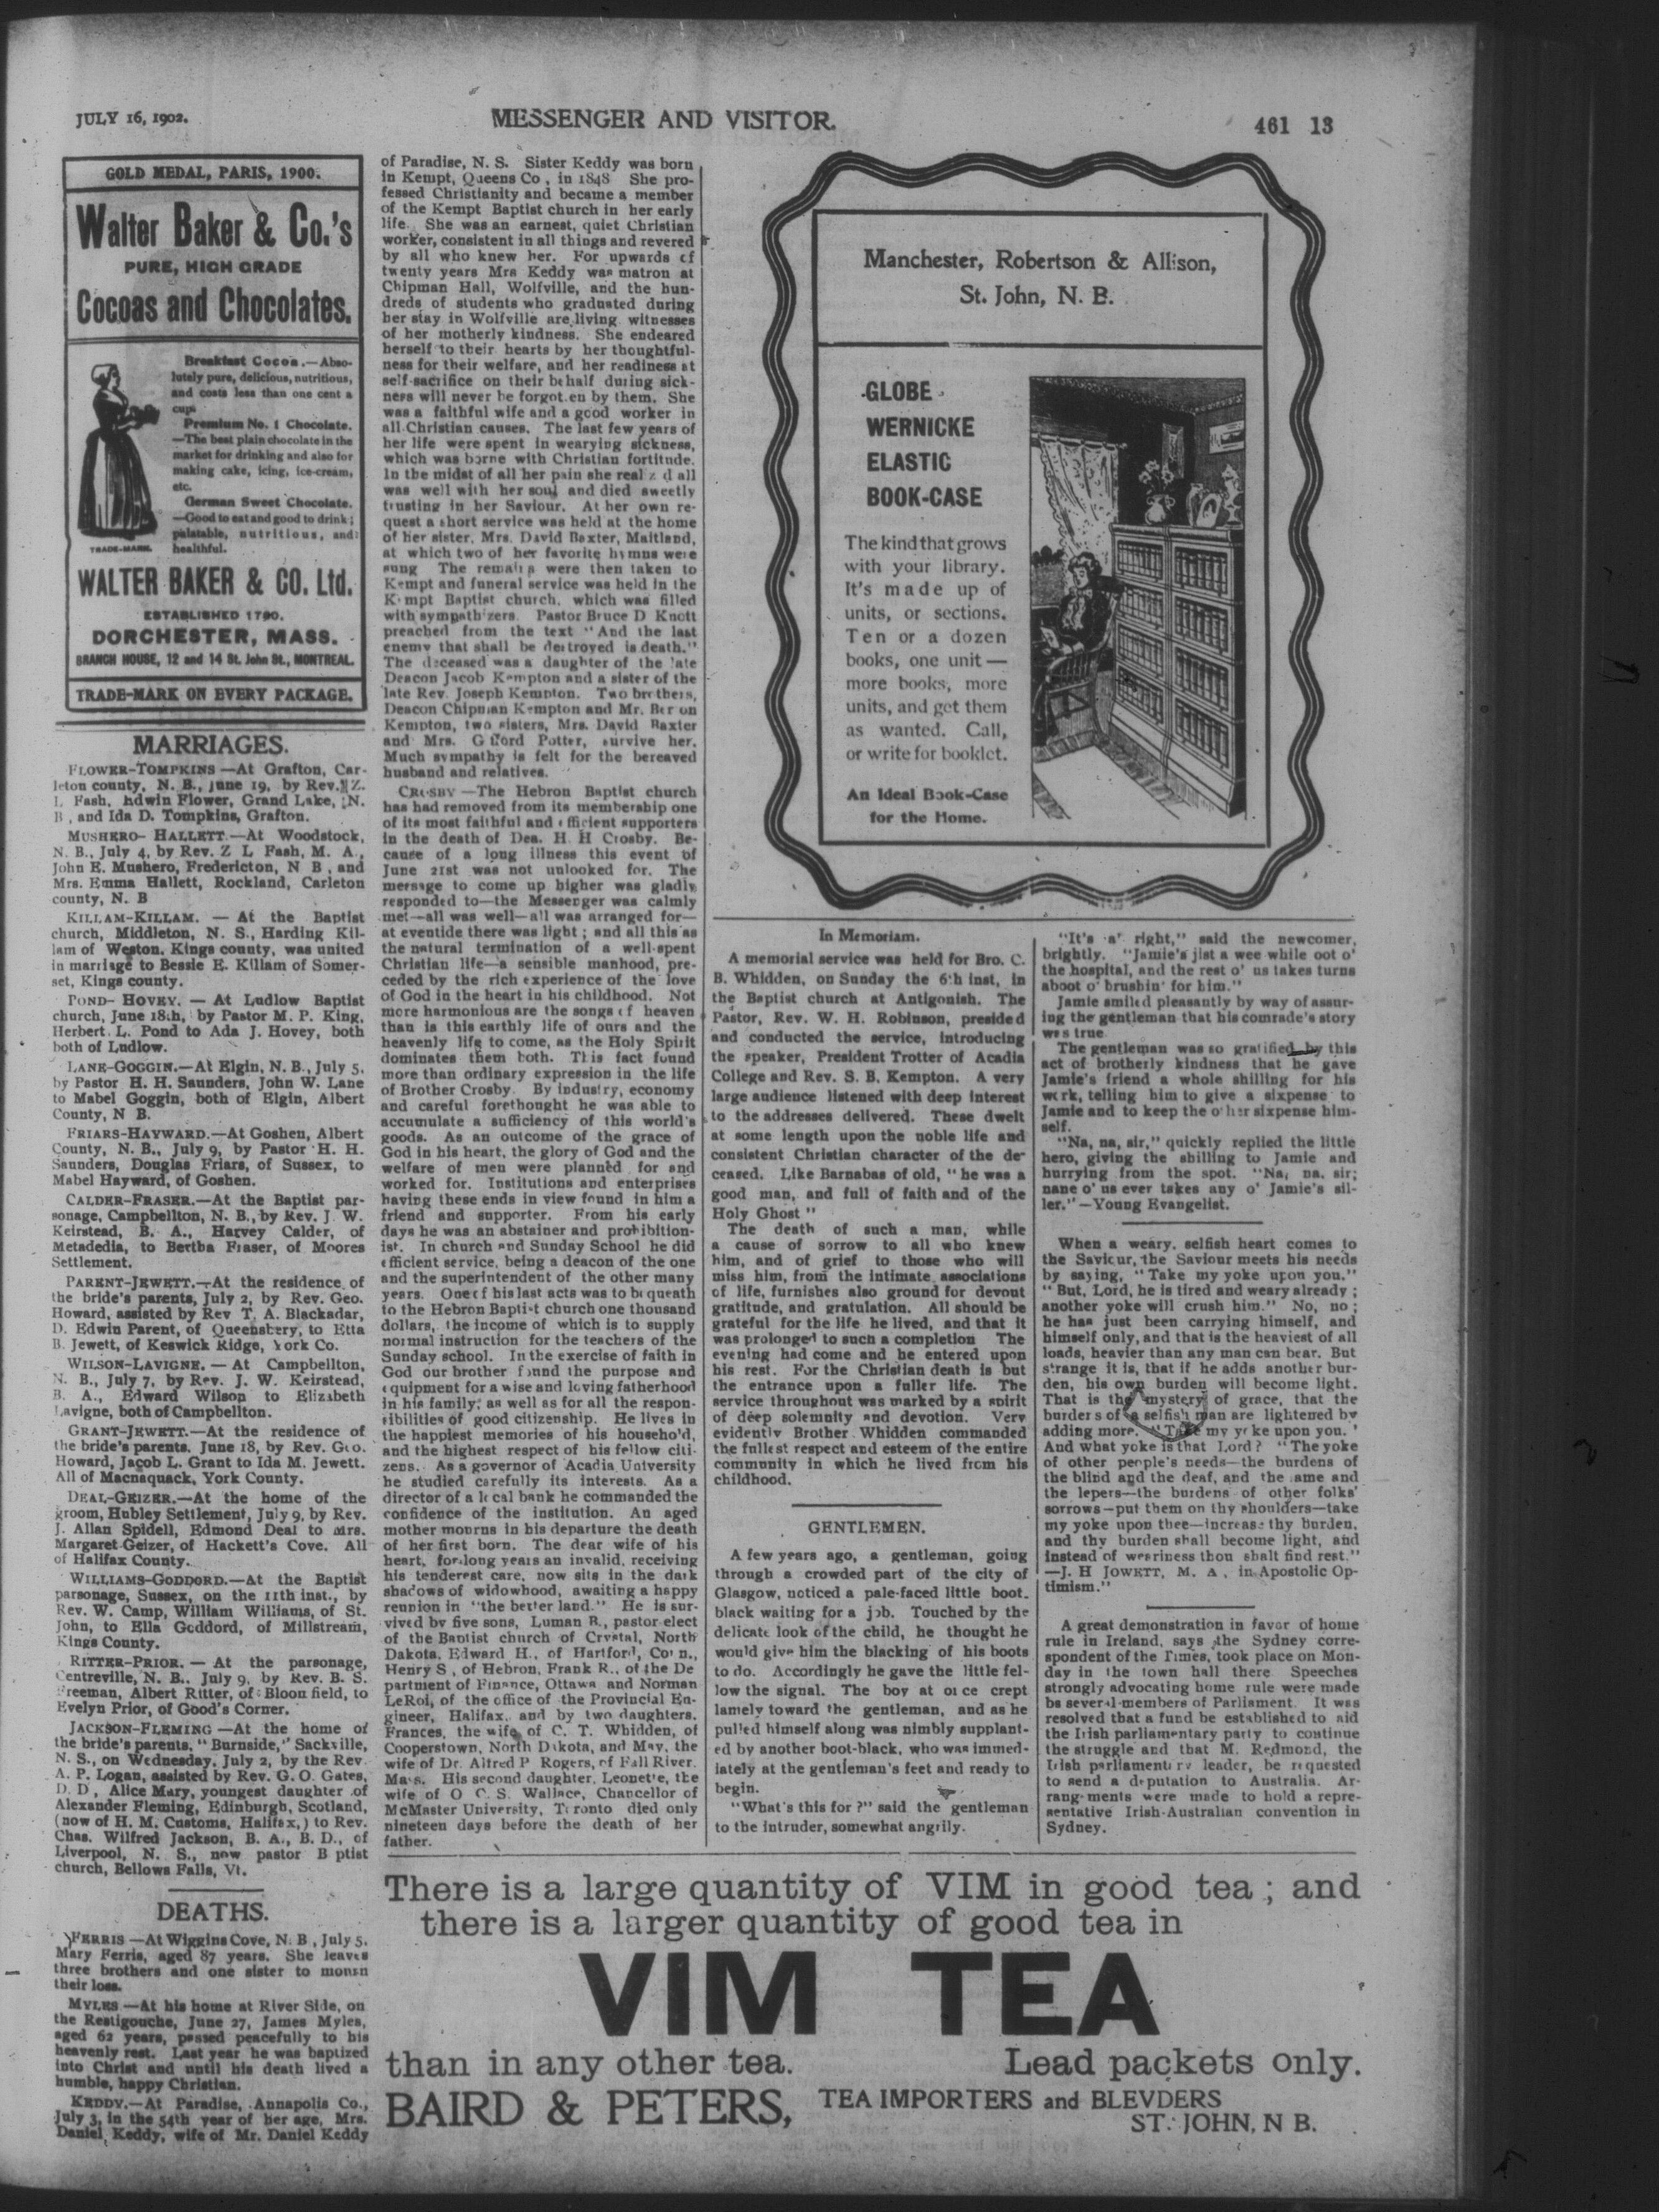 JULY 16, 1902.
MESSENGER AND VISITOR.
461 13
GOLD MEDAL, PARIS, 1900.
Walter Baker & Co.'s
PURE, HIGH GRADE
Cocoas and Chocolates.
Breakfast Cocoa.—Abso-
lutely pure, delicious, nutritious,
and costs less than one cent a
cup.
Premium No. 1 Chocolate.
—The best plain chocolate in the
market for drinking and also for
making cake, icing, ice-cream,
etc.
German Sweet Chocolate.
—Good to eat and good to drink;
palatable, nutritious, and
healthful.
TRADE-MARK.
WALTER BAKER & CO. Ltd.
ESTABLISHED 1780.
DORCHESTER, MASS.
BRANCH HOUSE, 12 and 14 St. John St., MONTREAL.
TRADE-MARK ON EVERY PACKAGE.
MARRIAGES.
FLOWER-TOMPKINS —At Grafton, Car-
leton county, N. B., June 19, by Rev. Z.
L Fash, Edwin Flower, Grand Lake, N.
B , and Ida D. Tompkins, Grafton.
MUSHERO- HALLETT.—At Woodstock,
N. B., July 4, by Rev. Z L Fash, M. A.,
John E. Mushero, Fredericton, N B , and
Mrs. Emma Hallett, Rockland, Carleton
county, N. B
KILLAM-KILLAM. — At the Baptist
church, Middleton, N. S., Harding Kil-
lam of Weston, Kings county, was united
in marriage to Bessie E. Killam of Somer-
set, Kings county.
POND- HOVEY. — At Ludlow Baptist
church, June 18.h, by Pastor M. P. King,
Herbert L. Pond to Ada J. Hovey, both
both of Ludlow.
LANE-GOGGIN.—At Elgin, N. B., July 5,
by Pastor H. H. Saunders, John W. Lane
to Mabel Goggin, both of Elgin, Albert
County, N B.
FRIARS-HAYWARD.—At Goshen, Albert
County, N. B., July 9, by Pastor H. H.
Saunders, Douglas Friars, of Sussex, to
Mabel Hayward, of Goshen.
CALDER-FRASER.—At the Baptist par-
sonage, Campbellton, N. B., by Rev. J. W.
Keirstead, B. A., Harvey Calder, of
Metadedia, to Bertha Fraser, of Moores
Settlement.
PARENT-JEWETT.—At the residence of
the bride's parents, July 2, by Rev. Geo.
Howard, assisted by Rev T. A. Blackadar,
D. Edwin Parent, of Queensbery, to Etta
B. Jewett, of Keswick Ridge, York Co.
WILSON-LAVIGNE. — At Campbellton,
N. B., July 7, by Rev. J. W. Keirstead,
B. A., Edward Wilson to Elizabeth
Lavigne, both of Campbellton.
GRANT-JEWETT.—At the residence of
the bride's parents. June 18, by Rev. Geo.
Howard, Jacob L. Grant to Ida M. Jewett.
All of Macnaquack, York County.
DEAL-GEIZER.—At the home of the
groom, Hubley Settlement, July 9, by Rev.
J. Allan Spidell, Edmond Deal to Mrs.
Margaret Geizer, of Hackett's Cove. All
of Halifax County.
WILLIAMS-GODDORD.—At the Baptist
parsonage, Sussex, on the 11th inst., by
Rev. W. Camp, William Williams, of St.
John, to Ella Goddord, of Millstream,
Kings County.
RITTER-PRIOR. — At the parsonage,
Centreville, N. B., July 9, by Rev. B. S.
Freeman, Albert Ritter, of Bloon field, to
Evelyn Prior, of Good's Corner.
JACKSON-FLEMING —At the home of
the bride's parents, "Burnside," Sackville,
N. S., on Wednesday, July 2, by the Rev.
A. P. Logan, assisted by Rev. G. O. Gates,
D. D , Alice Mary, youngest daughter of
Alexander Fleming, Edinburgh, Scotland,
(now of H. M. Customs, Halifax,) to Rev.
Chas. Wilfred Jackson, B. A., B. D., of
Liverpool, N. S., now pastor B ptist
church, Bellows Falls, Vt.
DEATHS.
FERRIS —At Wiggins Cove, N. B , July 5,
Mary Ferris, aged 87 years. She leaves
three brothers and one sister to mourn
their loss.
MYLES —At his home at River Side, on
the Restigouche, June 27, James Myles,
aged 62 years, passed peacefully to his
heavenly rest. Last year he was baptized
into Christ and until his death lived a
humble, happy Christian.
KEDDY.—At Paradise, Annapolis Co.,
July 3, in the 54th year of her age, Mrs.
Daniel Keddy, wife of Mr. Daniel Keddy
of Paradise, N. S. Sister Keddy was born
in Kempt, Queens Co , in 1848 She pro-
fessed Christianity and became a member
of the Kempt Baptist church in her early
life. She was an earnest, quiet Christian
worker, consistent in all things and revered
by all who knew her. For upwards of
twenty years Mrs Keddy was matron at
Chipman Hall, Wolfville, and the hun-
dreds of students who graduated during
her stay in Wolfville are living witnesses
of her motherly kindness. She endeared
herself to their hearts by her thoughtful-
ness for their welfare, and her readiness at
self-sacrifice on their behalf during sick-
ness will never be forgot.en by them. She
was a faithful wife and a good worker in
all Christian causes. The last few years of
her life were spent in wearying sickness,
which was borne with Christian fortitude.
In the midst of all her pain she real z d all
was well with her soul and died sweetly
trusting in her Saviour. At her own re-
quest a short service was held at the home
of her sister, Mrs. David Baxter, Maitland,
at which two of her favorite hymns were
sung The remains were then taken to
Kempt and funeral service was held in the
K mpt Baptist church, which was filled
with sympathizers. Pastor Bruce D Knott
preached from the text "And the last
enemy that shall be destroyed is death."
The deceased was a daughter of the late
Deacon Jacob Kempton and a sister of the
late Rev. Joseph Kempton. Two brothers,
Deacon Chipman Kempton and Mr. Ber on
Kempton, two sisters, Mrs. David Baxter
and Mrs. G fford Potter, survive her.
Much sympathy is felt for the bereaved
husband and relatives.
CROSBY —The Hebron Baptist church
has had removed from its membership one
of its most faithful and efficient supporters
in the death of Dea. H. H Crosby. Be-
cause of a long illness this event of
June 21st was not unlooked for. The
message to come up higher was gladly
responded to—the Messenger was calmly
met—all was well—all was arranged for—
at eventide there was light ; and all this as
the natural termination of a well-spent
Christian life—a sensible manhood, pre-
ceded by the rich experience of the love
of God in the heart in his childhood. Not
more harmonious are the songs of heaven
than is this earthly life of ours and the
heavenly life to come, as the Holy Spirit
dominates them both. This fact found
more than ordinary expression in the life
of Brother Crosby. By industry, economy
and careful forethought he was able to
accumulate a sufficiency of this world's
goods. As an outcome of the grace of
God in his heart, the glory of God and the
welfare of men were planned for and
worked for. Institutions and enterprises
having these ends in view found in him a
friend and supporter. From his early
days he was an abstainer and prohibition-
ist. In church and Sunday School he did
efficient service, being a deacon of the one
and the superintendent of the other many
years. One of his last acts was to bequeath
to the Hebron Baptist church one thousand
dollars, the income of which is to supply
normal instruction for the teachers of the
Sunday school. In the exercise of faith in
God our brother found the purpose and
equipment for a wise and loving fatherhood
in his family, as well as for all the respon-
sibilities of good citizenship. He lives in
the happiest memories of his household,
and the highest respect of his fellow citi-
zens. As a governor of Acadia University
he studied carefully its interests. As a
director of a local bank he commanded the
confidence of the institution. An aged
mother mourns in his departure the death
of her first born. The dear wife of his
heart, for long years an invalid, receiving
his tenderest care, now sits in the dark
shadows of widowhood, awaiting a happy
reunion in "the better land." He is sur-
vived by five sons, Luman R., pastor elect
of the Baptist church of Crystal, North
Dakota, Edward H., of Hartford, Conn.,
Henry S , of Hebron, Frank R., of the De
partment of Finance, Ottawa and Norman
LeRoi, of the office of the Provincial En-
gineer, Halifax, and by two daughters.
Frances, the wife of C. T. Whidden, of
Cooperstown, North Dakota, and May, the
wife of Dr. Alfred P Rogers, of Fall River.
Mass. His second daughter, Leonette, the
wife of O C. S. Wallace, Chancellor of
McMaster University, Toronto died only
nineteen days before the death of her
father.
Manchester, Robertson & Allison,
St. John, N. B.
GLOBE
WERNICKE
ELASTIC
BOOK-CASE
The kind that grows
with your library.
It's made up of
units, or sections.
Ten or a dozen
books, one unit —
more books, more
units, and get them
as wanted. Call,
or write for booklet.
An Ideal Book-Case
for the Home.
In Memoriam.
A memorial service was held for Bro. C.
B. Whidden, on Sunday the 6th inst, in
the Baptist church at Antigonish. The
Pastor, Rev. W. H. Robinson, presided
and conducted the service, introducing
the speaker, President Trotter of Acadia
College and Rev. S. B. Kempton. A very
large audience listened with deep interest
to the addresses delivered. These dwelt
at some length upon the noble life and
consistent Christian character of the de-
ceased. Like Barnabas of old, "he was a
good man, and full of faith and of the
Holy Ghost"
The death of such a man, while
a cause of sorrow to all who knew
him, and of grief to those who will
miss him, from the intimate associations
of life, furnishes also ground for devout
gratitude, and gratulation. All should be
grateful for the life he lived, and that it
was prolonged to such a completion The
evening had come and he entered upon
his rest. For the Christian death is but
the entrance upon a fuller life. The
service throughout was marked by a spirit
of deep solemnity and devotion. Very
evidently Brother Whidden commanded
the fullest respect and esteem of the entire
community in which he lived from his
childhood.
GENTLEMEN.
A few years ago, a gentleman, going
through a crowded part of the city of
Glasgow, noticed a pale-faced little boot.
black waiting for a job. Touched by the
delicate look of the child, he thought he
would give him the blacking of his boots
to do. Accordingly he gave the little fel-
low the signal. The boy at once crept
lamely toward the gentleman, and as he
pulled himself along was nimbly supplant-
ed by another boot-black, who was immed-
iately at the gentleman's feet and ready to
begin.
"What's this for?" said the gentleman
to the intruder, somewhat angrily.
"It's 'a' right," said the newcomer,
brightly. "Jamie's jist a wee while oot o'
the hospital, and the rest o' us takes turns
aboot o' brushin' for him."
Jamie smiled pleasantly by way of assur-
ing the gentleman that his comrade's story
was true
The gentleman was so gratified by this
act of brotherly kindness that he gave
Jamie's friend a whole shilling for his
work, telling him to give a sixpense to
Jamie and to keep the other sixpense him-
self.
"Na, na, sir," quickly replied the little
hero, giving the shilling to Jamie and
hurrying from the spot. "Na, na, sir;
nane o' us ever takes any o' Jamie's sil-
ler."—Young Evangelist.
When a weary, selfish heart comes to
the Saviour, the Saviour meets his needs
by saying, "Take my yoke upon you."
"But, Lord, he is tired and weary already ;
another yoke will crush him." No, no ;
he has just been carrying himself, and
himself only, and that is the heaviest of all
loads, heavier than any man can bear. But
strange it is, that if he adds another bur-
den, his own burden will become light.
That is the mystery of grace, that the
burders of a selfish man are lightened by
adding more. "Take my yoke upon you.'
And what yoke is that Lord ? "The yoke
of other people's needs—the burdens of
the blind and the deaf, and the ame and
the lepers—the burdens of other folks'
sorrows—put them on thy shoulders—take
my yoke upon thee—increase thy burden,
and thy burden shall become light, and
instead of weariness thou shalt find rest."
—J. H JOWETT, M. A , in Apostolic Op-
timism."
A great demonstration in favor of home
rule in Ireland, says the Sydney corre-
spondent of the Times, took place on Mon-
day in the town hall there Speeches
strongly advocating home rule were made
be several members of Parliament. It was
resolved that a fund be established to aid
the Irish parliamentary party to continue
the struggle and that M. Redmond, the
Irish parliamentary leader, be requested
to send a deputation to Australia. Ar-
rang-ments were made to hold a repre-
sentative Irish-Australian convention in
Sydney.
There is a large quantity of VIM in good tea ; and
there is a larger quantity of good tea in
VIM TEA
than in any other tea. Lead packets only.
BAIRD & PETERS, TEA IMPORTERS and BLEVDERS
ST. JOHN, N B.